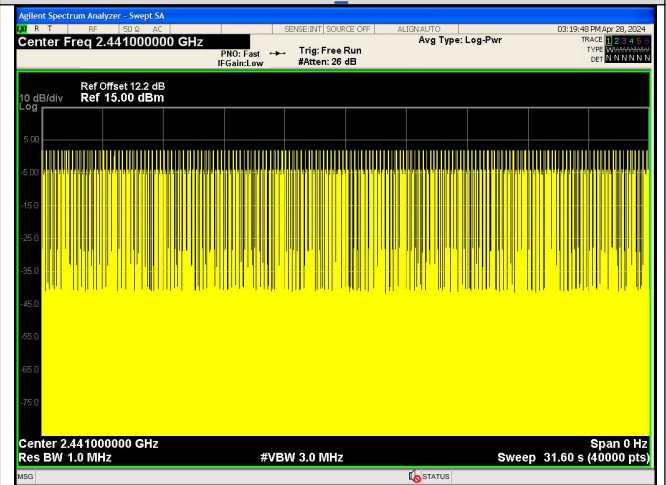 Agilent Spectrum Analyzer - Swept SA
R T RF 50 Ω AC SENSE:INT SOURCE OFF ALIGN AUTO 03:19:48 PM Apr 28, 2024
Center Freq 2.441000000 GHz Avg Type: Log-Pwr TRACE 1 2 3 4 5 6
PNO: Fast Trig: Free Run TYPE
IFGain:Low #Atten: 26 dB DET N N N N N N
Ref Offset 12.2 dB
10 dB/div Ref 15.00 dBm
Log
5.00
-5.00
-15.0
-25.0
-35.0
-45.0
-55.0
-65.0
-75.0
Center 2.441000000 GHz Span 0 Hz
Res BW 1.0 MHz #VBW 3.0 MHz Sweep 31.60 s (40000 pts)
MSG STATUS